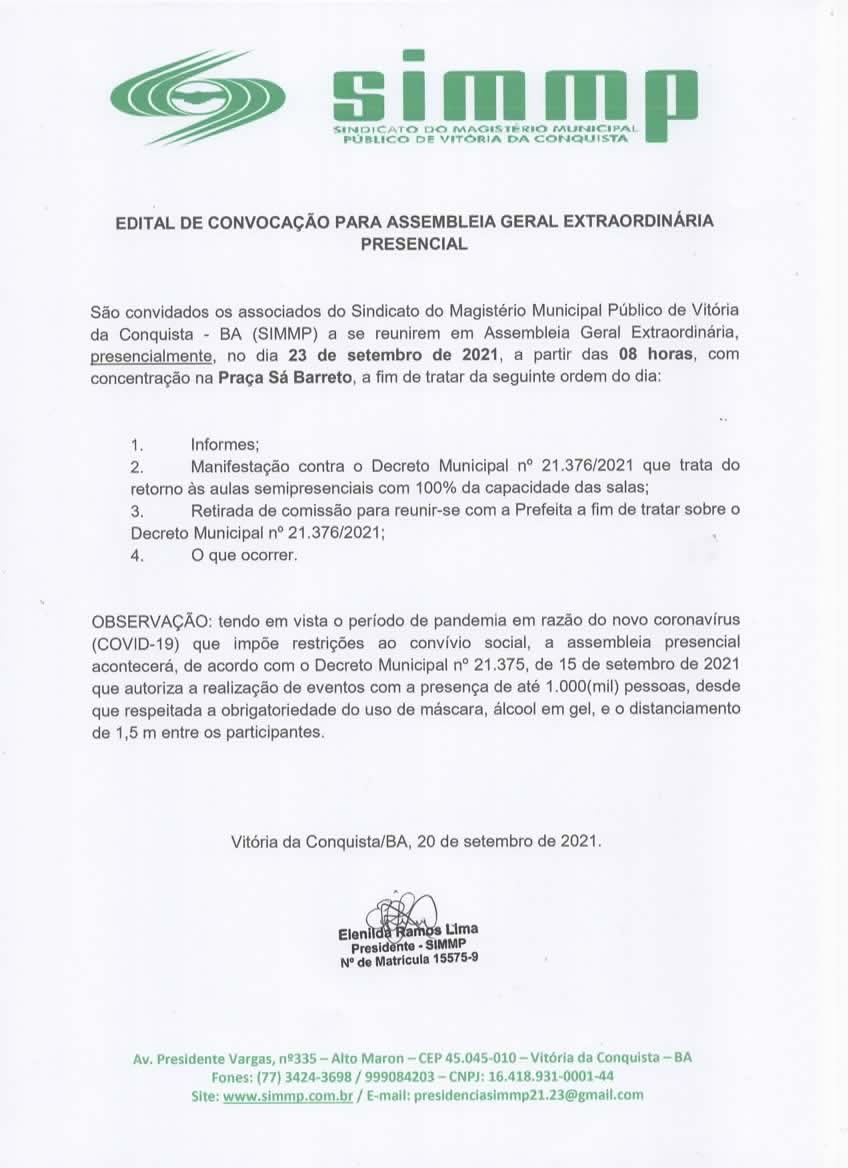 simmp
SINDICATO DO MAGISTÉRIO MUNICIPAL
PÚBLICO DE VITÓRIA DA CONQUISTA
EDITAL DE CONVOCAÇÃO PARA ASSEMBLEIA GERAL EXTRAORDINÁRIA
PRESENCIAL
São convidados os associados do Sindicato do Magistério Municipal Público de Vitória
da Conquista - BA (SIMMP) a se reunirem em Assembleia Geral Extraordinária,
presencialmente, no dia 23 de setembro de 2021, a partir das 08 horas, com
concentração na Praça Sá Barreto, a fim de tratar da seguinte ordem do dia:
1. Informes;
2. Manifestação contra o Decreto Municipal nº 21.376/2021 que trata do
retorno às aulas semipresenciais com 100% da capacidade das salas;
3. Retirada de comissão para reunir-se com a Prefeita a fim de tratar sobre o
Decreto Municipal nº 21.376/2021;
4. O que ocorrer.
OBSERVAÇÃO: tendo em vista o período de pandemia em razão do novo coronavírus
(COVID-19) que impõe restrições ao convívio social, a assembleia presencial
acontecerá, de acordo com o Decreto Municipal nº 21.375, de 15 de setembro de 2021
que autoriza a realização de eventos com a presença de até 1.000(mil) pessoas, desde
que respeitada a obrigatoriedade do uso de máscara, álcool em gel, e o distanciamento
de 1,5 m entre os participantes.
Vitória da Conquista/BA, 20 de setembro de 2021.
Elenilda Ramos Lima
Presidente - SIMMP
Nº de Matricula 15575-9
Av. Presidente Vargas, nº335 – Alto Maron – CEP 45.045-010 – Vitória da Conquista – BA
Fones: (77) 3424-3698 / 999084203 – CNPJ: 16.418.931-0001-44
Site: www.simmp.com.br / E-mail: presidenciasimmp21.23@gmail.com